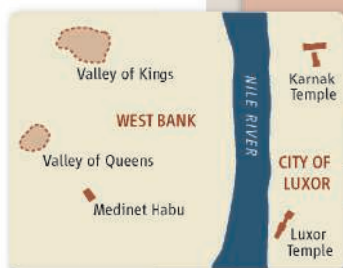 Valley of Kings
Karnak
Temple
WEST BANK
NILE RIVER
Valley of Queens
CITY OF
LUXOR
Medinet Habu
Luxor
Temple